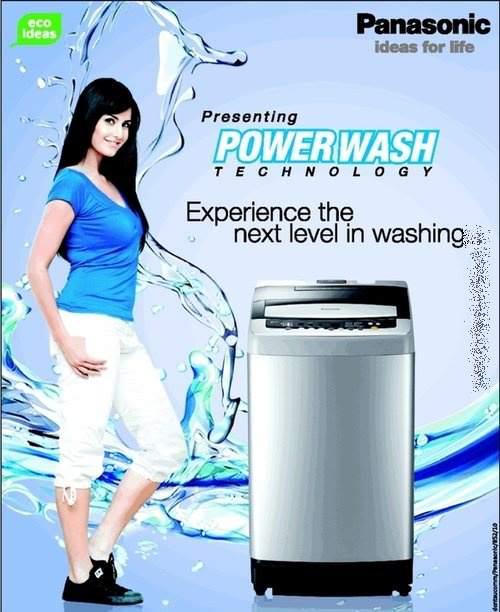 eco
ideas
Panasonic
ideas for life
Presenting
POWERWASH
TECHNOLOGY
Experience the
next level in washing